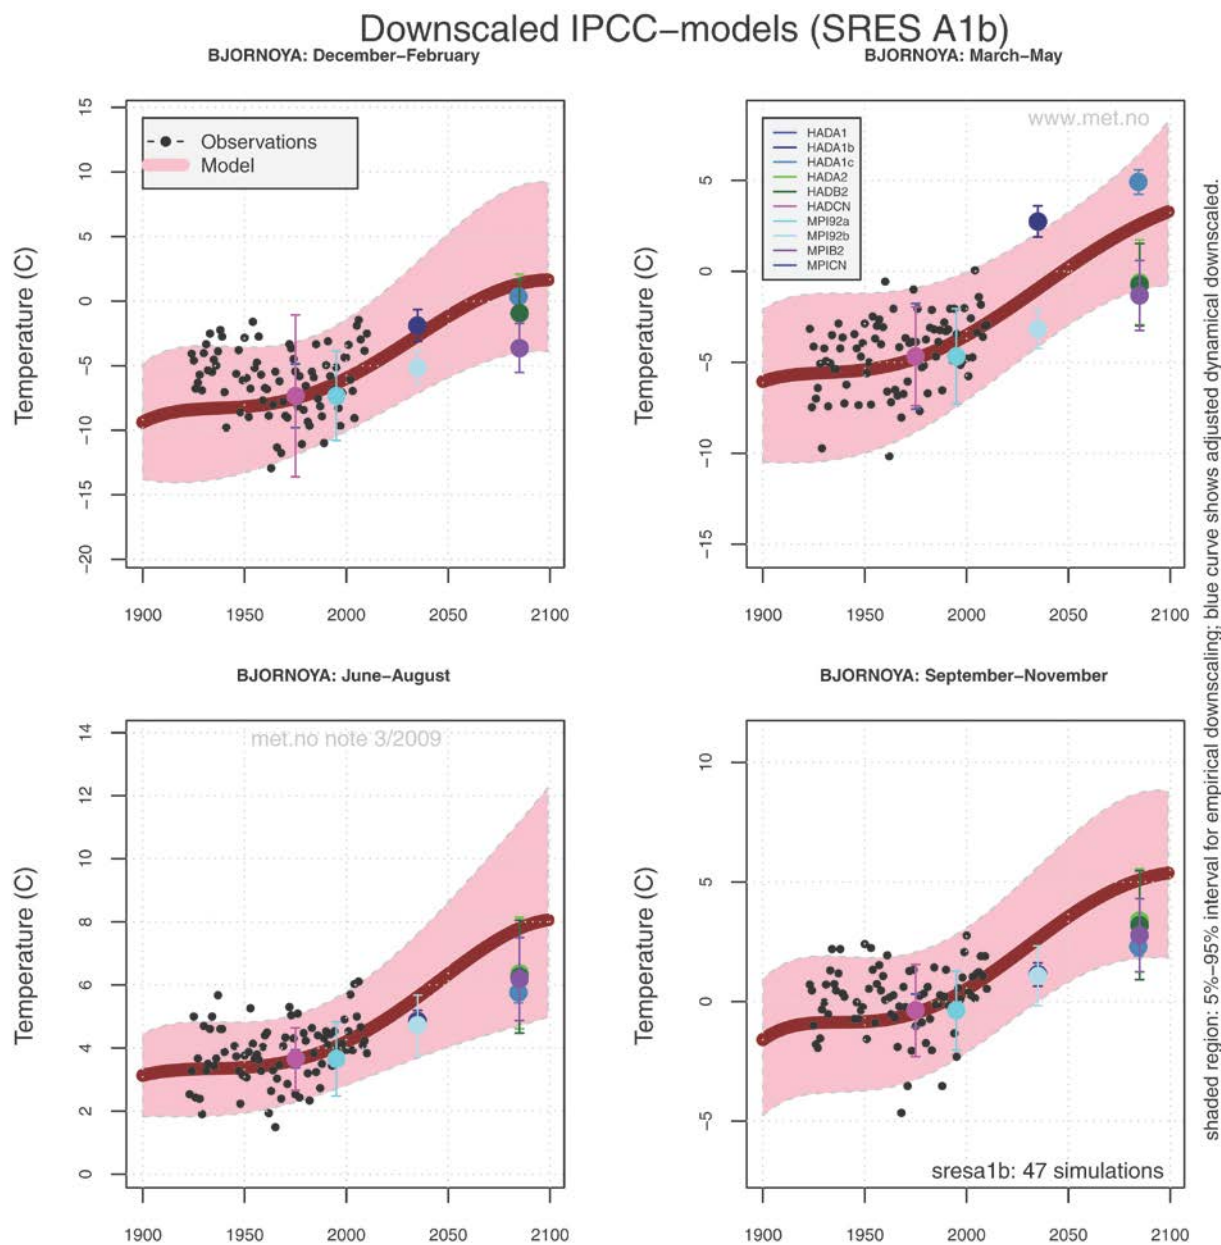 Downscaled IPCC−models (SRES A1b)
BJORNOYA: December−February
Temperature (C)
15
10
5
0
−5
−10
−15
−20
Observations
Model
1900 1950 2000 2050 2100
BJORNOYA: March−May
www.met.no
Temperature (C)
5
0
−5
−10
−15
HADA1
HADA1b
HADA1c
HADA2
HADB2
HADCN
MPI92a
MPI92b
MPIB2
MPICN
1900 1950 2000 2050 2100
BJORNOYA: June−August
met.no note 3/2009
Temperature (C)
14
12
10
8
6
4
2
0
1900 1950 2000 2050 2100
BJORNOYA: September−November
Temperature (C)
10
5
−0
−5
sresa1b: 47 simulations
1900 1950 2000 2050 2100
shaded region: 5%−95% interval for empirical downscaling; blue curve shows adjusted dynamical downscaled.